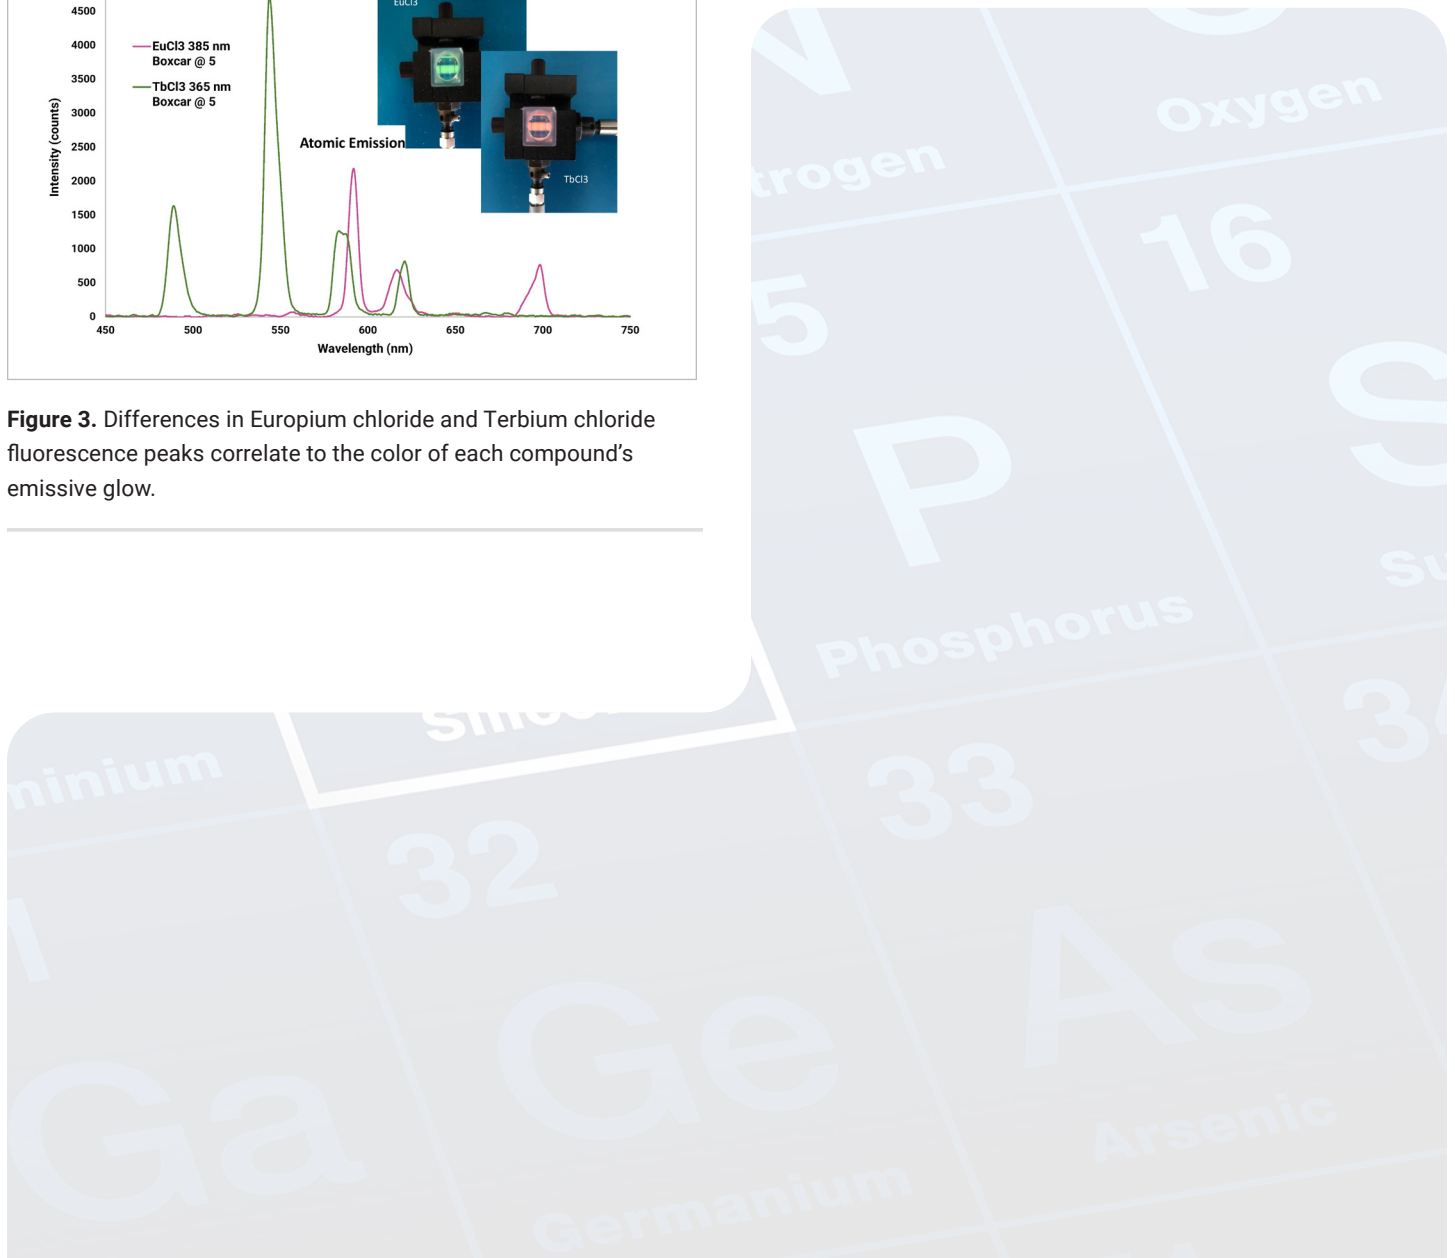 4500
4000
3500
3000
2500
2000
1500
1000
500
0
Intensity (counts)
EuCl3 385 nm
Boxcar @ 5
TbCl3 365 nm
Boxcar @ 5
Atomic Emission
EuCl3
TbCl3
450 500 550 600 650 700 750
Wavelength (nm)
Figure 3. Differences in Europium chloride and Terbium chloride
fluorescence peaks correlate to the color of each compound’s
emissive glow.
N
trogen
Oxygen
5
16
P
S
Phosphorus
Su
minium
32
33
3
Ga
Ge
As
Germanium
Arsenic